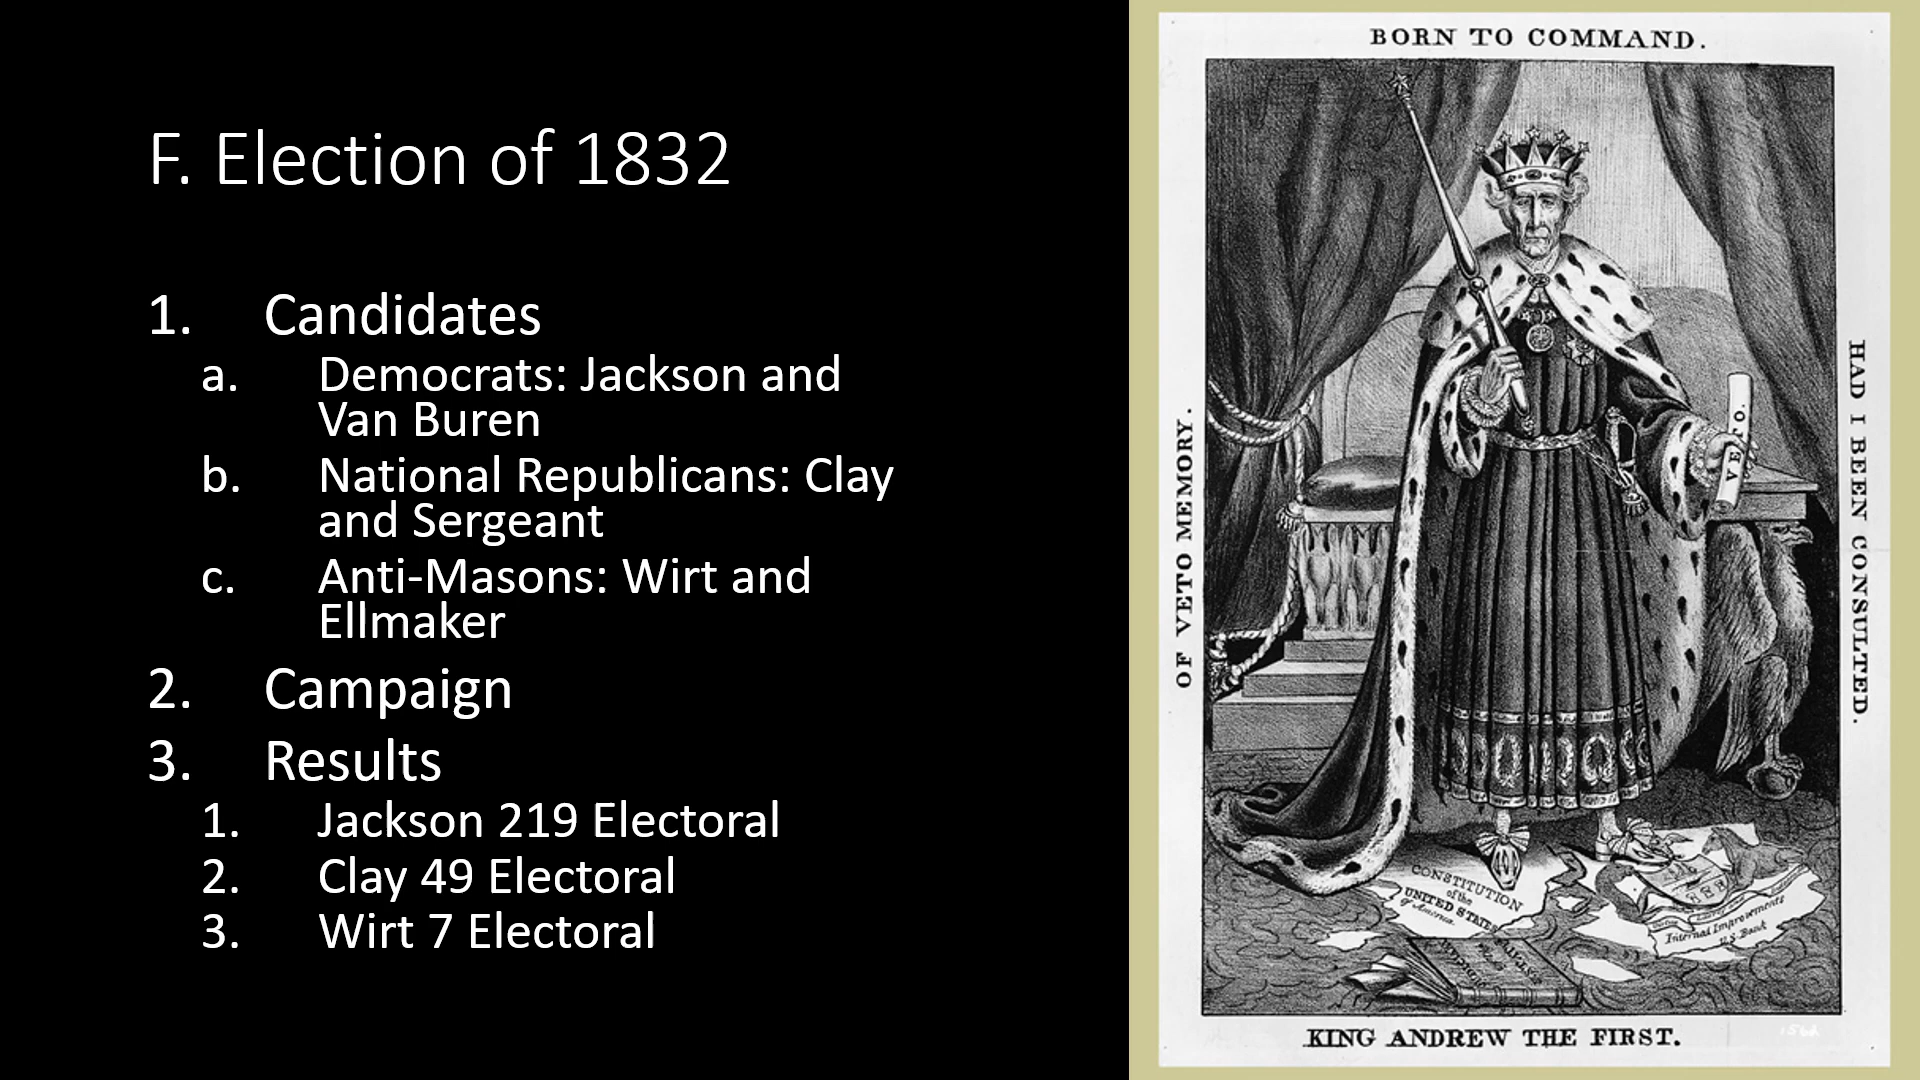 F. Election of 1832
1. Candidates
a. Democrats: Jackson and
Van Buren
b. National Republicans: Clay
and Sergeant
c. Anti-Masons: Wirt and
Ellmaker
2. Campaign
3. Results
1. Jackson 219 Electoral
2. Clay 49 Electoral
3. Wirt 7 Electoral
BORN TO COMMAND.
OF VETO MEMORY.
HAD I BEEN CONSULTED.
VETO.
CONSTITUTION
of the
UNITED STATES
of America.
Internal Improvements
U.S. Bank
KING ANDREW THE FIRST.